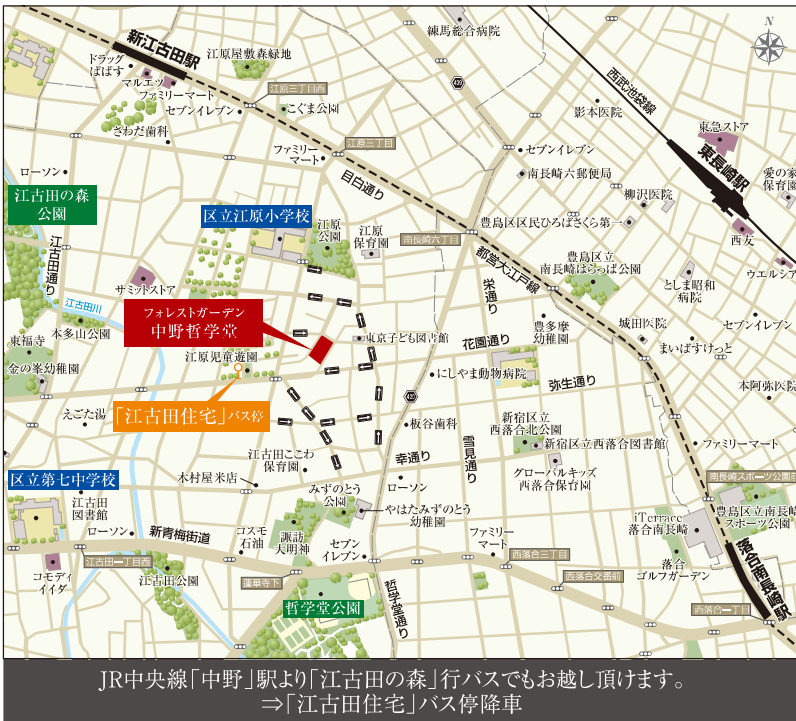 練馬総合病院
N
新江古田駅
江原屋敷森緑地
ドラッグ
ぱぱす
マルエツ
ファミリーマート
セブンイレブン
江原三丁目西
こぐま公園
さわだ歯科
439
西武池袋線
影本医院
東急ストア
東長崎駅
江原三丁目
ファミリー
マート
目白通り
セブンイレブン
南長崎六郵便局
愛の家
保育園
柳沢医院
ローソン
江古田の森
公園
区立江原小学校
江原
公園
江原
保育園
南長崎六丁目
豊島区区民ひろばさくら第一
西友
江古田通り
都営大江戸線
豊島区立
南長崎はらっぱ公園
としま昭和
病院
ウエルシア
サミットストア
江古田川
栄通り
フォレストガーデン
中野哲学堂
本多山公園
東福寺
金の峯幼稚園
江原児童遊園
東京子ども図書館
花園通り
豊多摩
幼稚園
城田医院
セブンイレブン
まいばすけっと
にしやま動物病院
弥生通り
本阿弥医院
420
「江古田住宅」バス停
えごた湯
板谷歯科
雪見通り
新宿区立
西落合北公園
新宿区立西落合図書館
ファミリーマート
幸通り
江古田ここわ
保育園
グローバルキッズ
西落合保育園
区立第七中学校
木村屋米店
ローソン
みずのとう
公園
やはたみずのとう
幼稚園
江古田
図書館
ローソン
新青梅街道
コスモ
石油
諏訪
大明神
セブン
イレブン
ファミリー
マート
iTerrace
落合南長崎
豊島区立南長崎
スポーツ公園
江古田一丁目西
コモディ
イイダ
江古田公園
蓮華寺下
哲学堂公園
哲学堂通り
西落合三丁目
西落合交番前
落合
ゴルフガーデン
落合南長崎駅
西落合一丁目
JR中央線「中野」駅より「江古田の森」行バスでもお越し頂けます。
⇒「江古田住宅」バス停降車